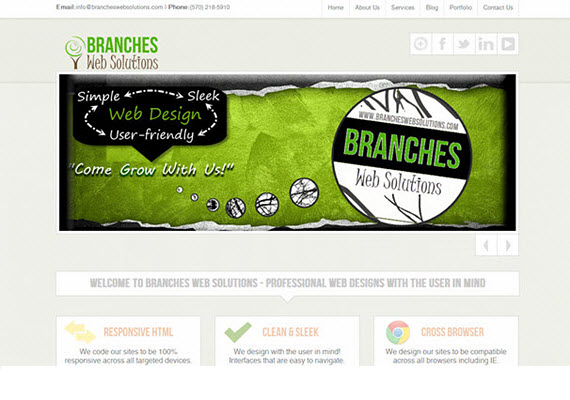 Email: info@brancheswebsolutions.com | Phone: (570) 218-5910
Home
About Us
Services
Blog
Portfolio
Contact Us
BRANCHES
Web Solutions
Simple
Sleek
Web Design
User-friendly
"Come Grow With Us!"
WWW.BRANCHESWEBSOLUTIONS.COM
BRANCHES
Web Solutions
WELCOME TO BRANCHES WEB SOLUTIONS - PROFESSIONAL WEB DESIGNS WITH THE USER IN MIND
RESPONSIVE HTML
We code our sites to be 100%
responsive across all targeted devices.
CLEAN & SLEEK
We design with the user in mind!
Interfaces that are easy to navigate.
CROSS BROWSER
We design our sites to be compatible
across all browsers including IE.